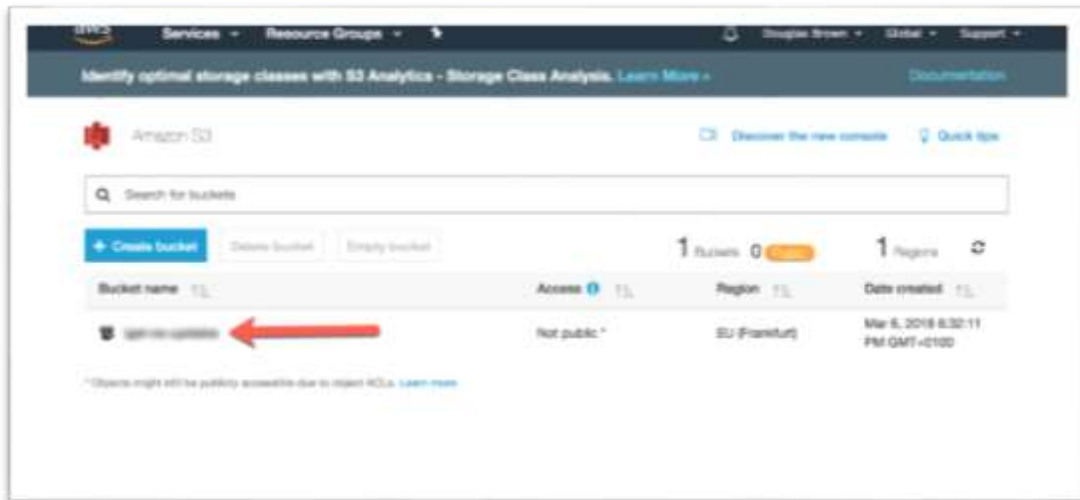 aws Services Resource Groups Douglas Brown Global Support
Identify optimal storage classes with S3 Analytics - Storage Class Analysis. Learn More » Documentation
Amazon S3 Discover the new console Quick tips
Search for buckets
+ Create bucket Delete bucket Empty bucket 1 Buckets 0 Public 1 Regions
Bucket name Access Region Date created
Not public * EU (Frankfurt) Mar 6, 2018 6:32:11
PM GMT+0100
* Objects might still be publicly accessible due to object ACLs. Learn more